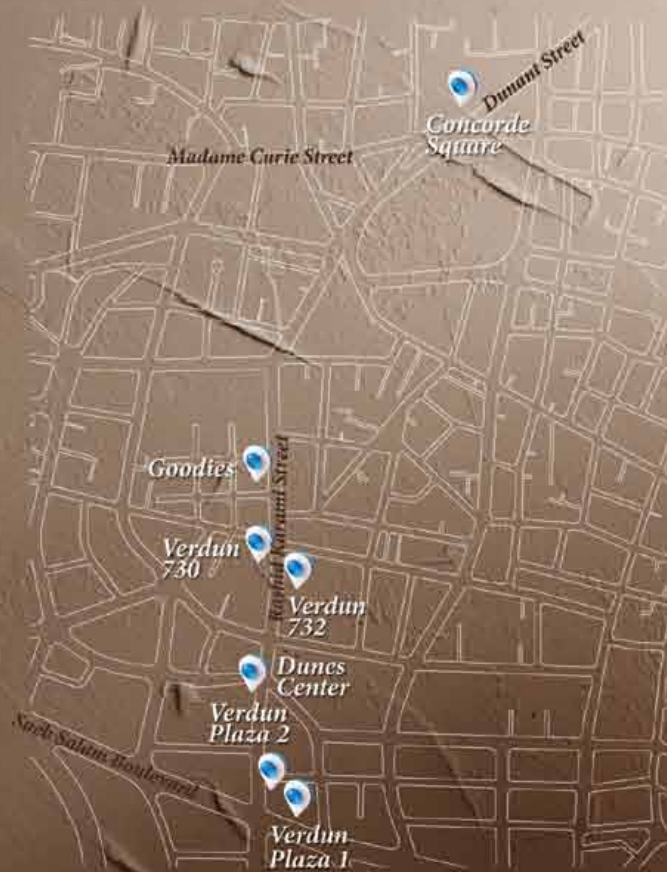 Dunant Street
Concorde
Square
Madame Curie Street
Goodies
Rashid Karami Street
Verdun
730
Verdun
732
Dunes
Center
Verdun
Plaza 2
Saeb Salam Boulevard
Verdun
Plaza 1